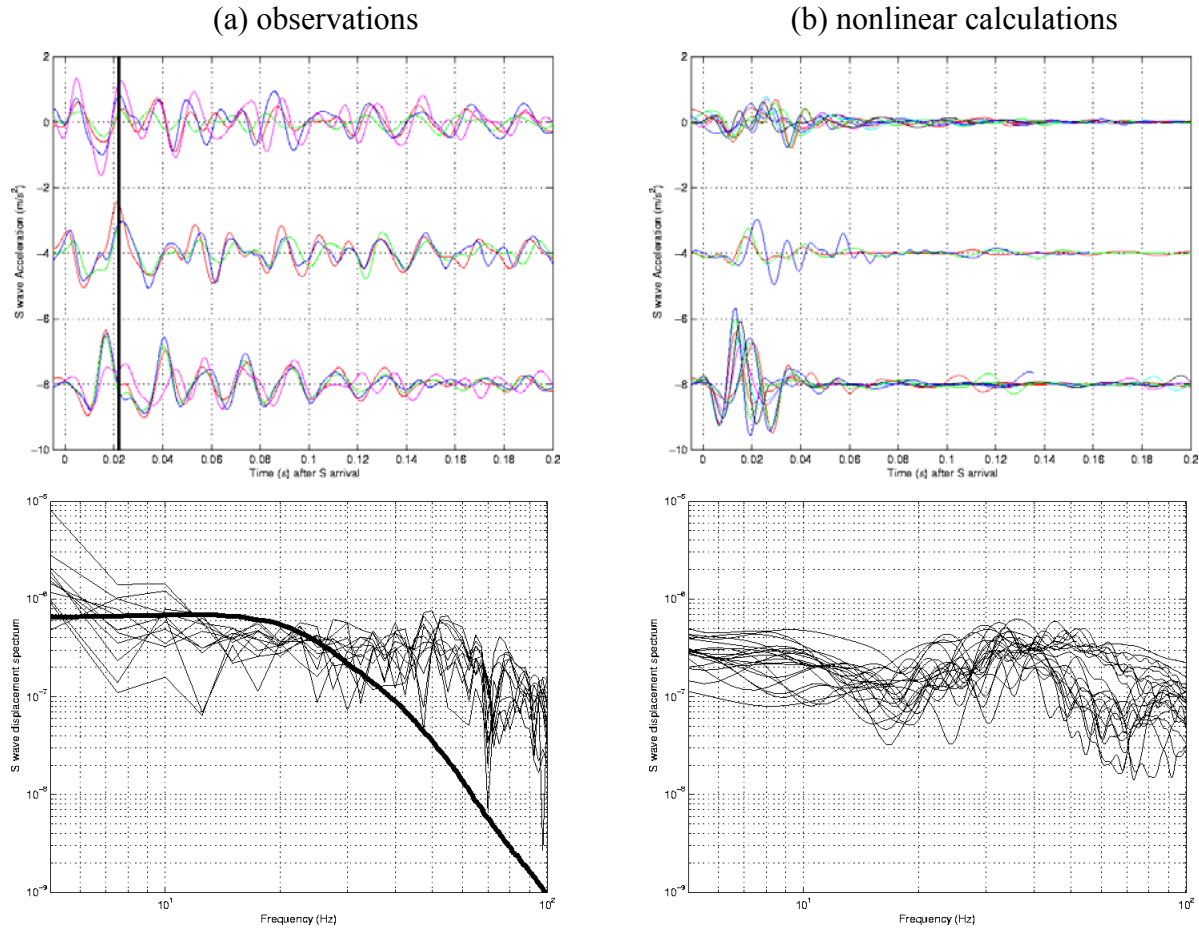 (a) observations
(b) nonlinear calculations
2
0
−2
−4
−6
−8
−10
S wave Acceleration (m/s²)
0 0.02 0.04 0.06 0.08 0.1 0.12 0.14 0.16 0.18 0.2
Time (s) after S arrival
2
0
−2
−4
−6
−8
−10
S wave Acceleration (m/s²)
0 0.02 0.04 0.06 0.08 0.1 0.12 0.14 0.16 0.18 0.2
Time (s) after S arrival
10⁻⁵
10⁻⁶
10⁻⁷
10⁻⁸
10⁻⁹
S wave displacement spectrum
10¹ 10²
Frequency (Hz)
10⁻⁵
10⁻⁶
10⁻⁷
10⁻⁸
10⁻⁹
S wave displacement spectrum
10¹ 10²
Frequency (Hz)